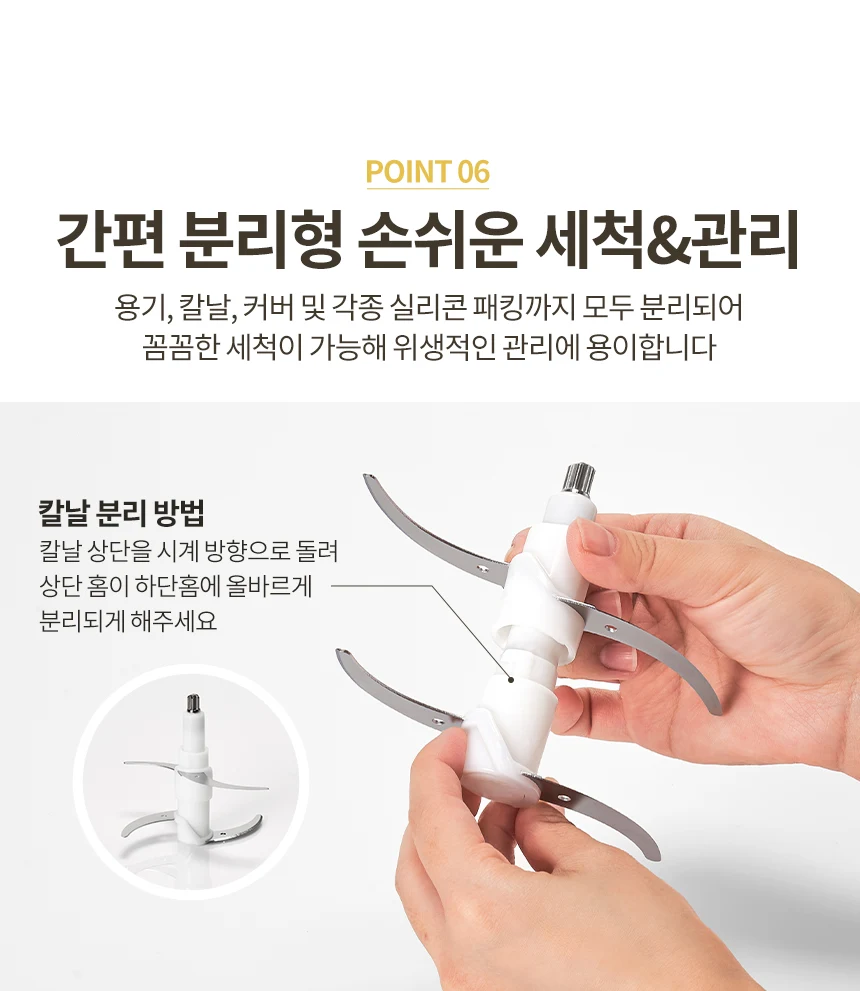 POINT 06
간편 분리형 손쉬운 세척&관리
용기, 칼날, 커버 및 각종 실리콘 패킹까지 모두 분리되어
꼼꼼한 세척이 가능해 위생적인 관리에 용이합니다
칼날 분리 방법
칼날 상단을 시계 방향으로 돌려
상단 홈이 하단홈에 올바르게
분리되게 해주세요